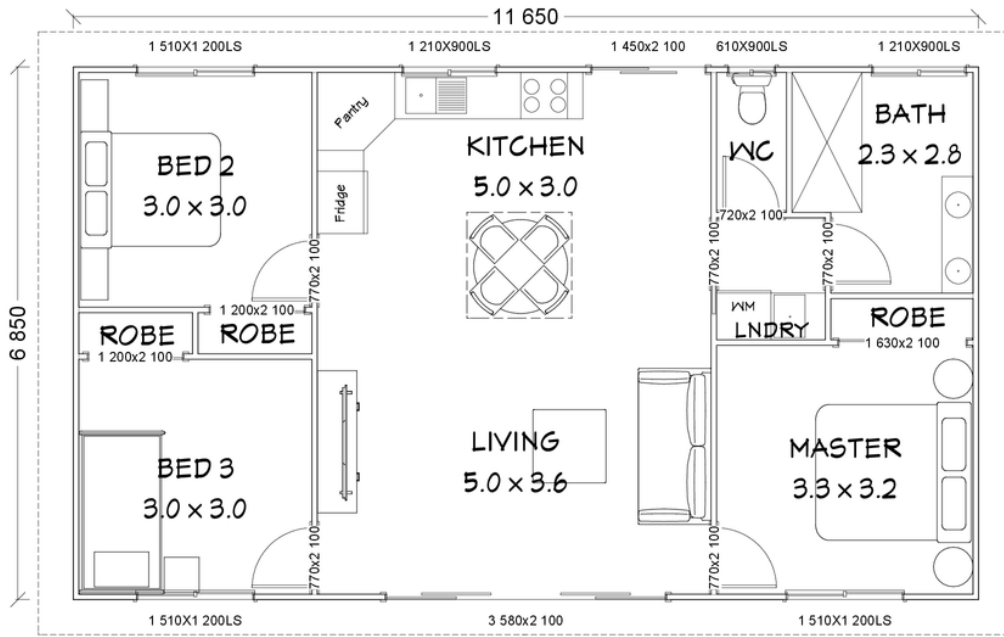 11 650
1 510X1 200LS
1 210X900LS
1 450x2 100
610X900LS
1 210X900LS
6 850
BED 2
3.0 x 3.0
Pantry
Fridge
KITCHEN
5.0 x 3.0
WC
720x2 100
BATH
2.3 x 2.8
770x2 100
770x2 100
770x2 100
1 200x2 100
ROBE
ROBE
1 200x2 100
WM
LNDRY
ROBE
1 630x2 100
BED 3
3.0 x 3.0
770x2 100
LIVING
5.0 x 3.6
770x2 100
MASTER
3.3 x 3.2
1 510X1 200LS
3 580x2 100
1 510X1 200LS